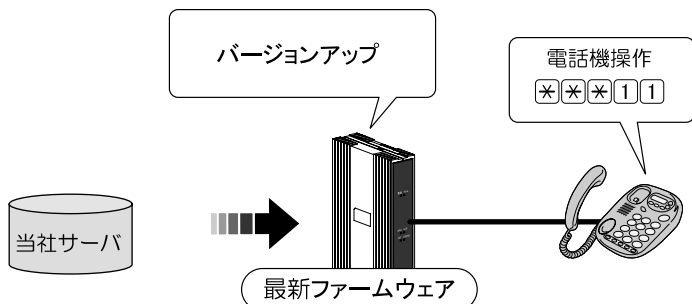 バージョンアップ
電話機操作
＊＊＊11
当社サーバ
最新ファームウェア